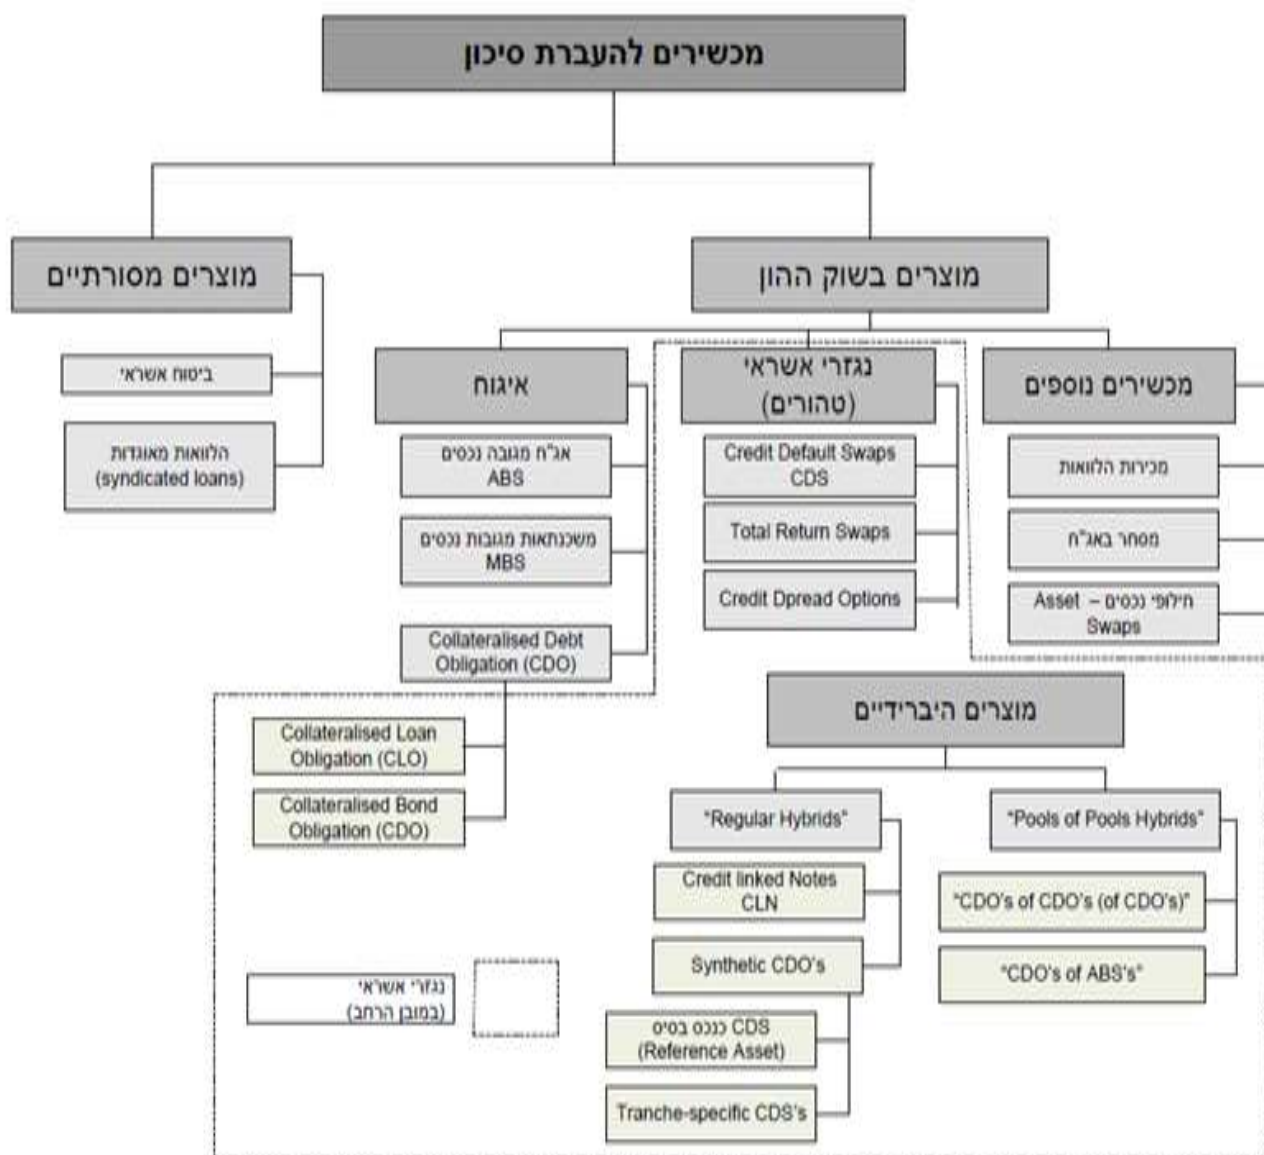 מכשירים להעברת סיכון
מוצרים מסורתיים
ביטוח אשראי
הלוואות מאוגדות
(syndicated loans)
מוצרים בשוק ההון
איגוח
אג"ח מגובה נכסים
ABS
משכנתאות מגובות נכסים
MBS
Collateralised Debt
Obligation (CDO)
Collateralised Loan
Obligation (CLO)
Collateralised Bond
Obligation (CDO)
נגזרי אשראי
(טהורים)
Credit Default Swaps
CDS
Total Return Swaps
Credit Dpread Options
מכשירים נוספים
מכירות הלוואות
מסחר באג"ח
חילופי נכסים – Asset
Swaps
מוצרים היברידיים
"Regular Hybrids"
Credit linked Notes
CLN
Synthetic CDO's
CDS כנכס בסיס
(Reference Asset)
Tranche-specific CDS's
"Pools of Pools Hybrids"
"CDO's of CDO's (of CDO's)"
"CDO's of ABS's"
נגזרי אשראי
(במובן הרחב)